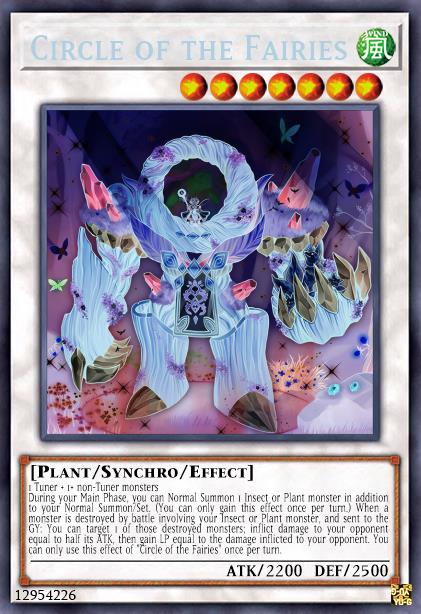 CIRCLE OF THE FAIRIES
WIND
風
[PLANT/SYNCHRO/EFFECT]
1 Tuner + 1+ non-Tuner monsters
During your Main Phase, you can Normal Summon 1 Insect or Plant monster in addition
to your Normal Summon/Set. (You can only gain this effect once per turn.) When a
monster is destroyed by battle involving your Insect or Plant monster, and sent to the
GY: You can target 1 of those destroyed monsters; inflict damage to your opponent
equal to half its ATK, then gain LP equal to the damage inflicted to your opponent. You
can only use this effect of "Circle of the Fairies" once per turn.
ATK/2200 DEF/2500
12954226